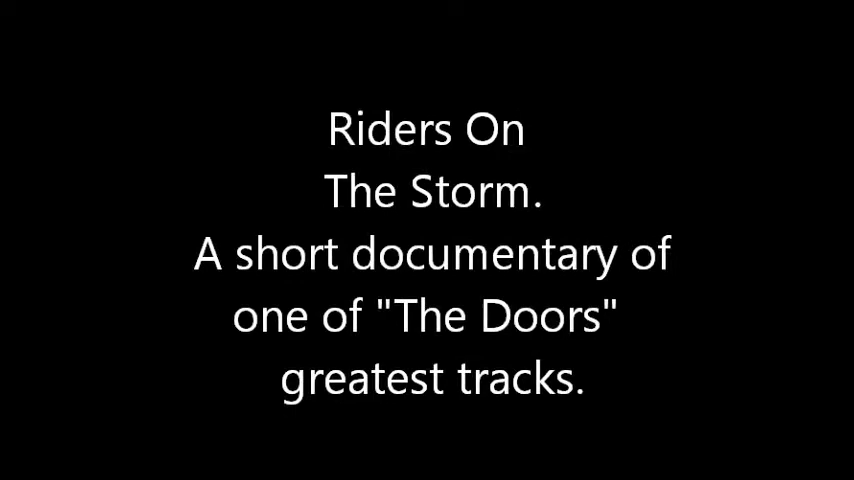 Riders On
The Storm.
A short documentary of
one of "The Doors"
greatest tracks.